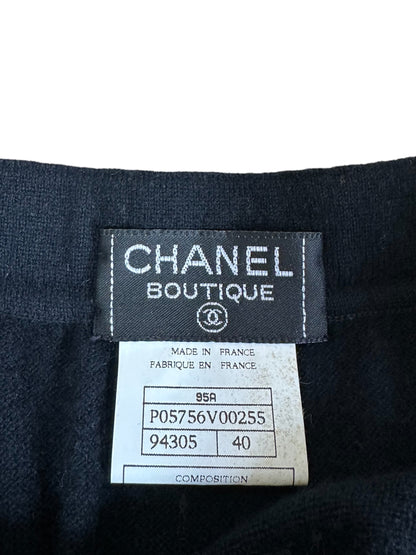 CHANEL
BOUTIQUE
MADE IN FRANCE
FABRIQUE EN FRANCE
95A
P05756V00255
94305 40
COMPOSITION